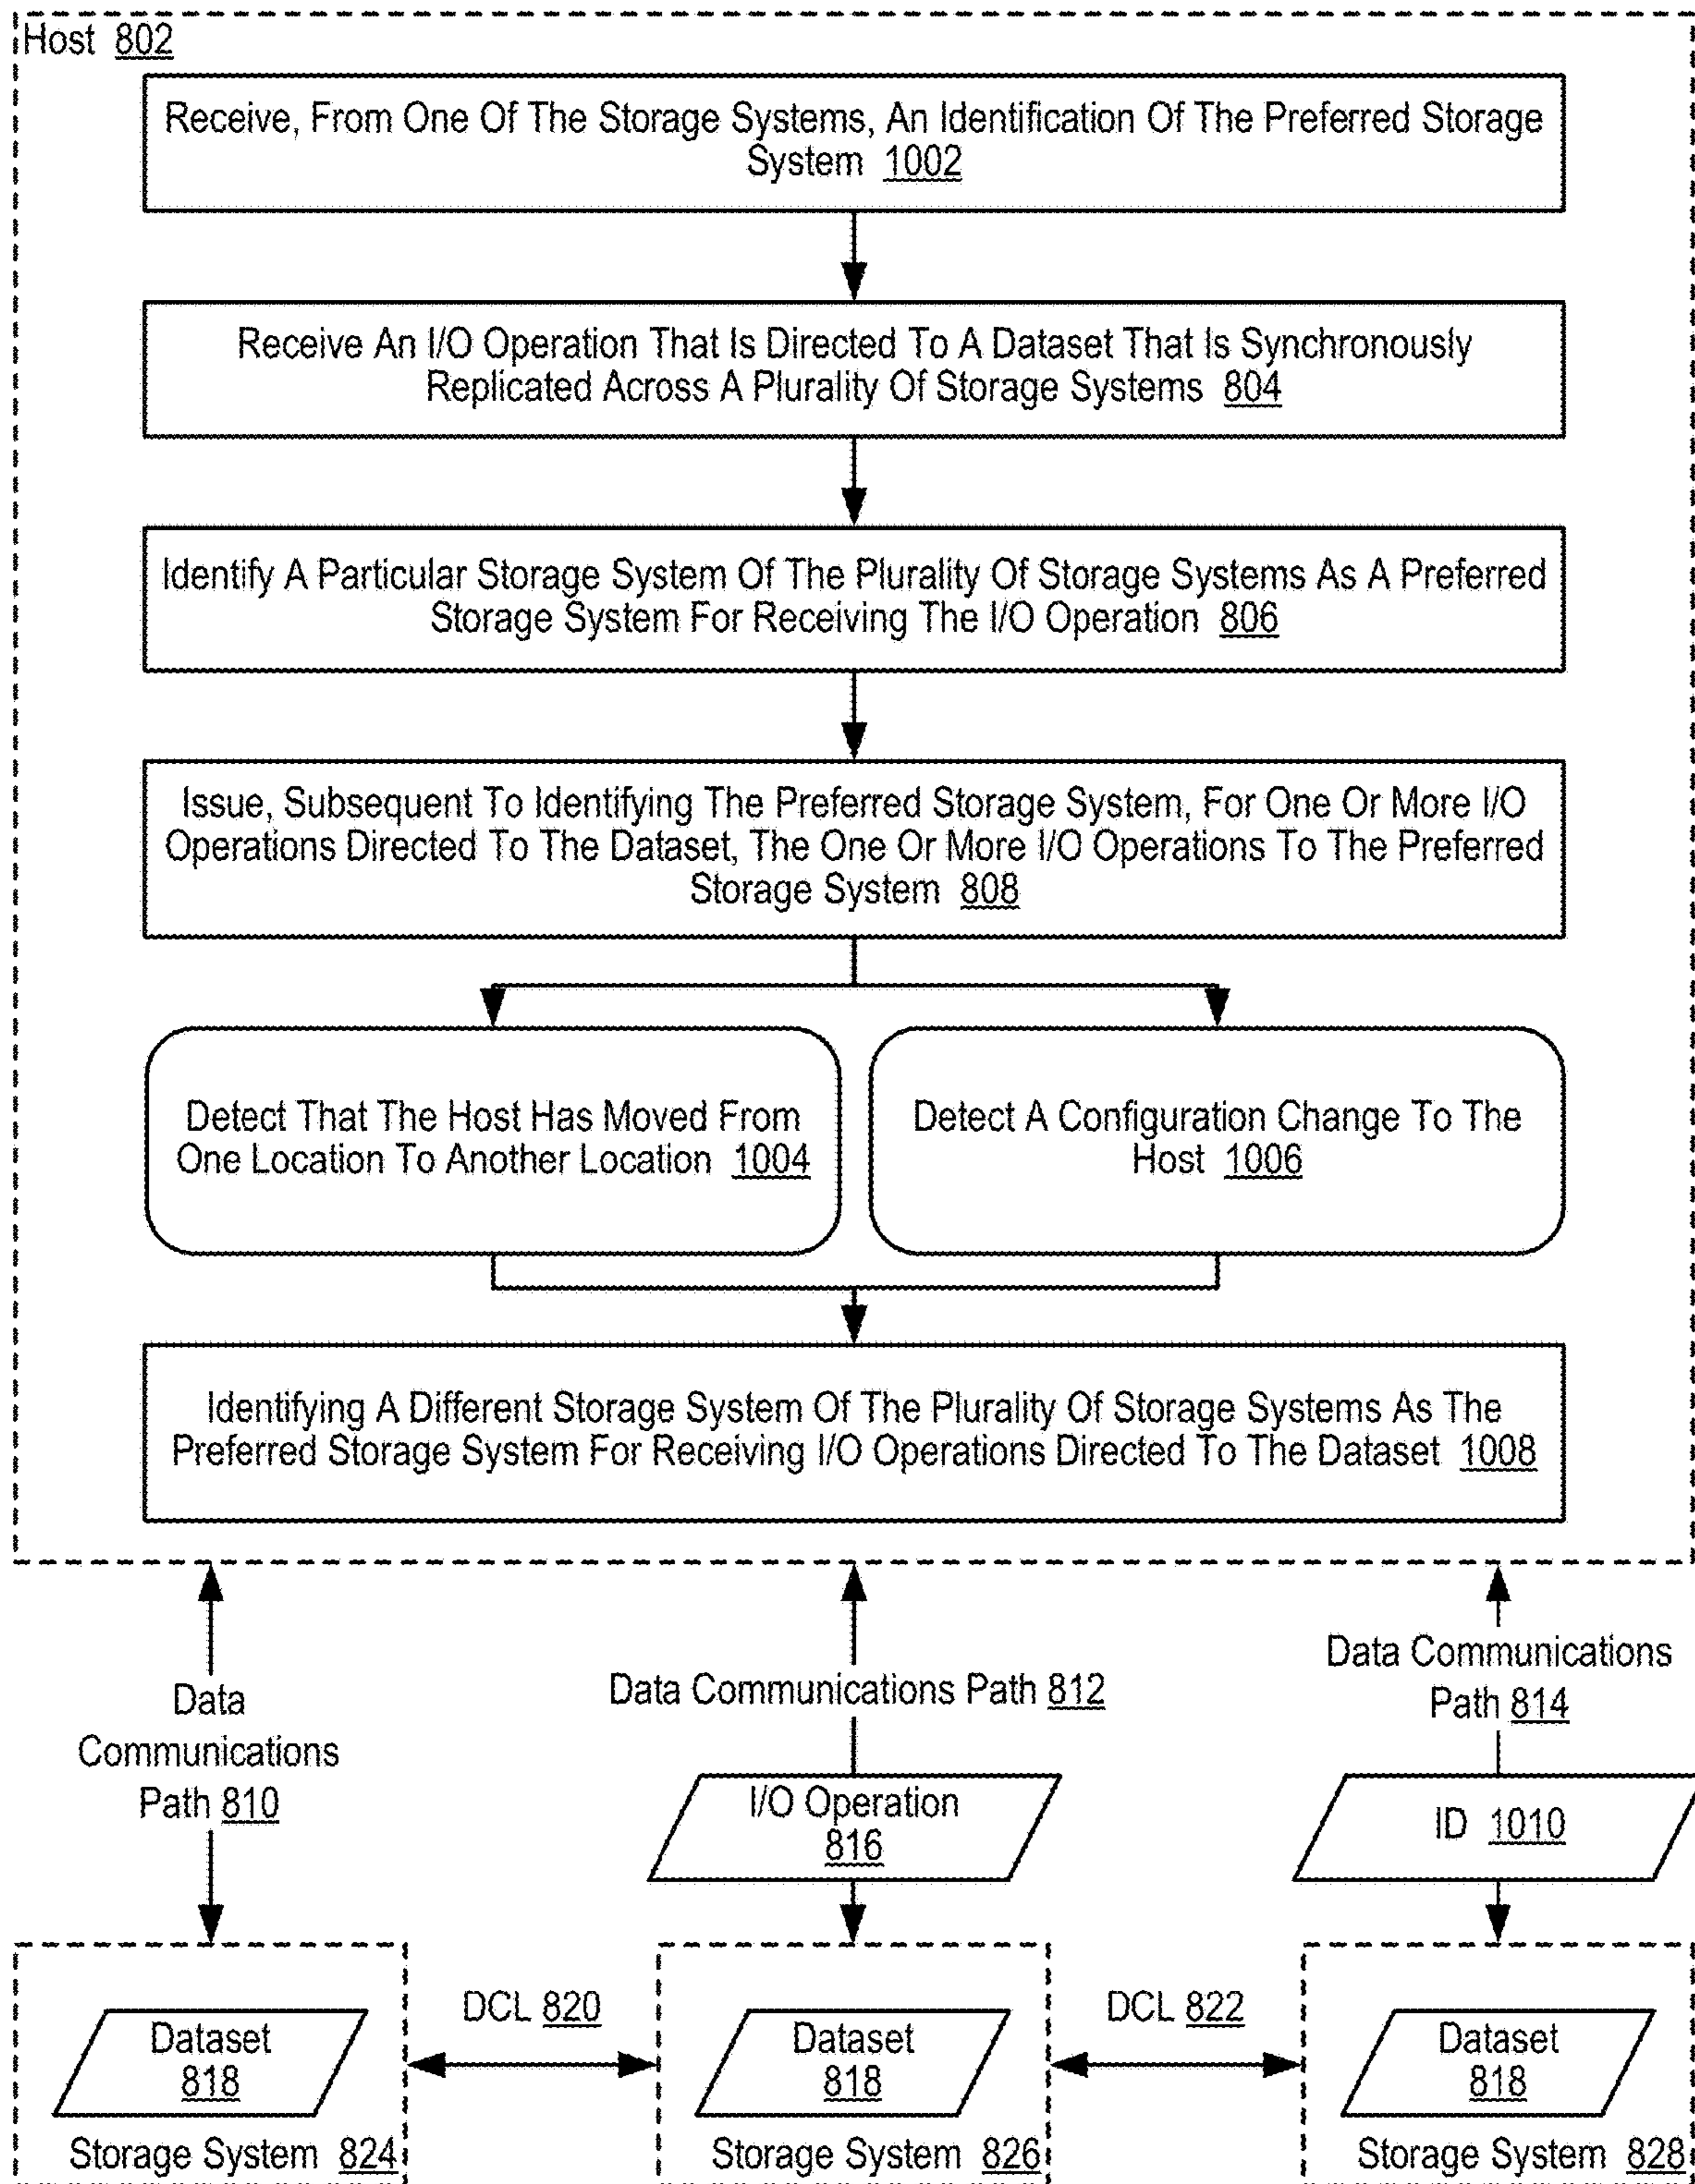 Host 802
Receive, From One Of The Storage Systems, An Identification Of The Preferred Storage
System 1002
Receive An I/O Operation That Is Directed To A Dataset That Is Synchronously
Replicated Across A Plurality Of Storage Systems 804
Identify A Particular Storage System Of The Plurality Of Storage Systems As A Preferred
Storage System For Receiving The I/O Operation 806
Issue, Subsequent To Identifying The Preferred Storage System, For One Or More I/O
Operations Directed To The Dataset, The One Or More I/O Operations To The Preferred
Storage System 808
Detect That The Host Has Moved From
One Location To Another Location 1004
Detect A Configuration Change To The
Host 1006
Identifying A Different Storage System Of The Plurality Of Storage Systems As The
Preferred Storage System For Receiving I/O Operations Directed To The Dataset 1008
Data
Communications
Path 810
Data Communications Path 812
Data Communications
Path 814
I/O Operation
816
ID 1010
DCL 820
DCL 822
Dataset
818
Storage System 824
Dataset
818
Storage System 826
Dataset
818
Storage System 828